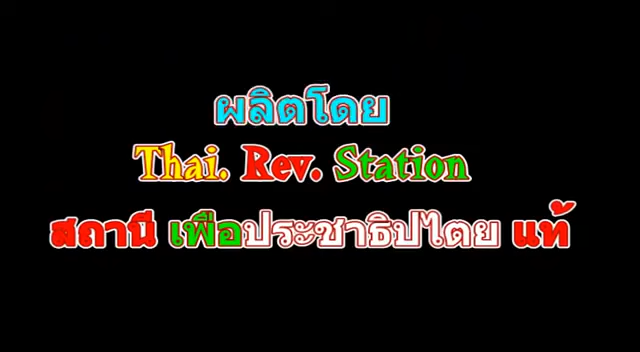 ผลิตโดย
Thai. Rev. Station
สถานี เพือประชาธิปไตย แท้